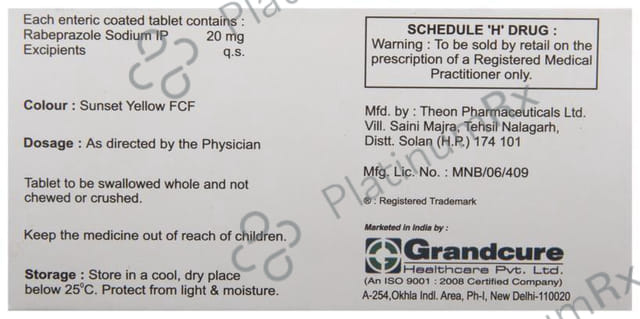 Each enteric coated tablet contains :
Rabeprazole Sodium IP 20 mg
Excipients q.s.
Colour : Sunset Yellow FCF
Dosage : As directed by the Physician
Tablet to be swallowed whole and not
chewed or crushed.
Keep the medicine out of reach of children.
Storage : Store in a cool, dry place
below 25°C. Protect from light & moisture.
SCHEDULE 'H' DRUG :
Warning : To be sold by retail on the
prescription of a Registered Medical
Practitioner only.
Mfd. by : Theon Pharmaceuticals Ltd.
Vill. Saini Majra, Tehsil Nalagarh,
Distt. Solan (H.P.) 174 101
Mfg. Lic. No. : MNB/06/409
® : Registered Trademark
Marketed in India by :
Grandcure
Healthcare Pvt. Ltd.
(An ISO 9001 : 2008 Certified Company)
A-254,Okhla Indl. Area, Ph-I, New Delhi-110020
PlatinumRx
PlatinumRx